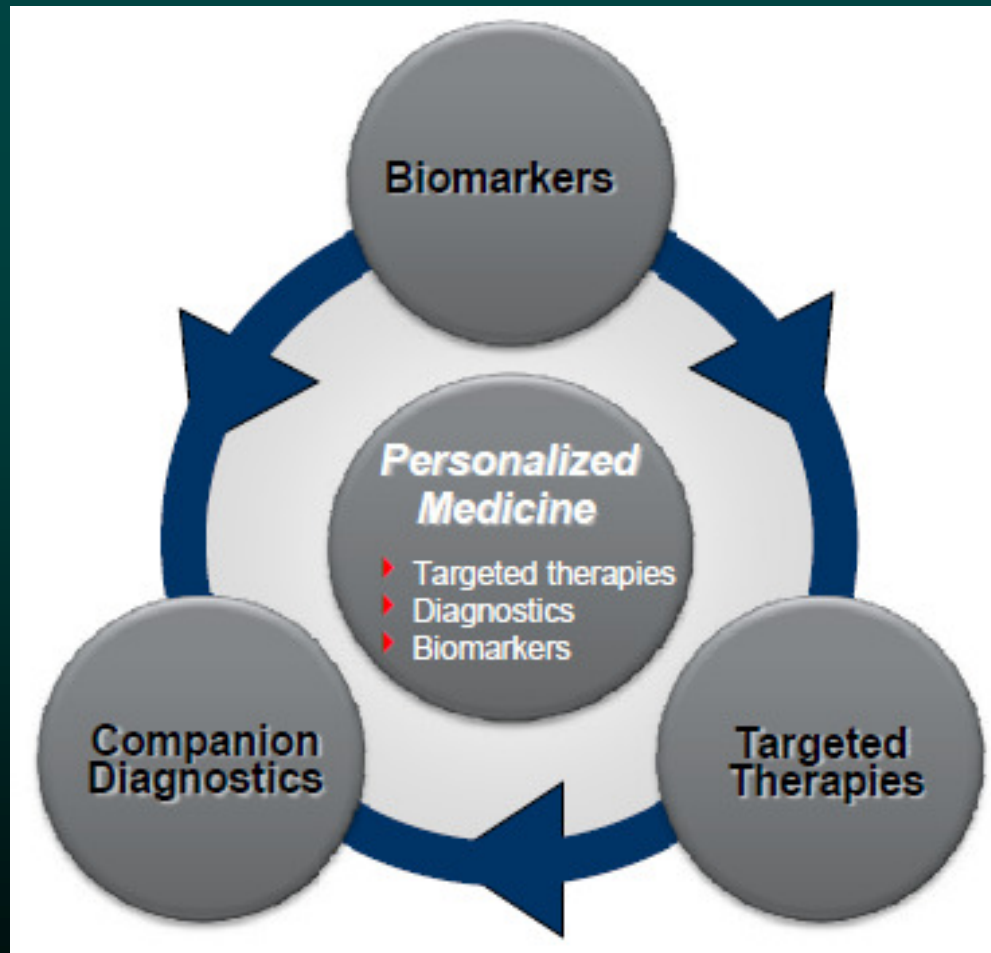 Biomarkers
Personalized
Medicine
Targeted therapies
Diagnostics
Biomarkers
Companion
Diagnostics
Targeted
Therapies